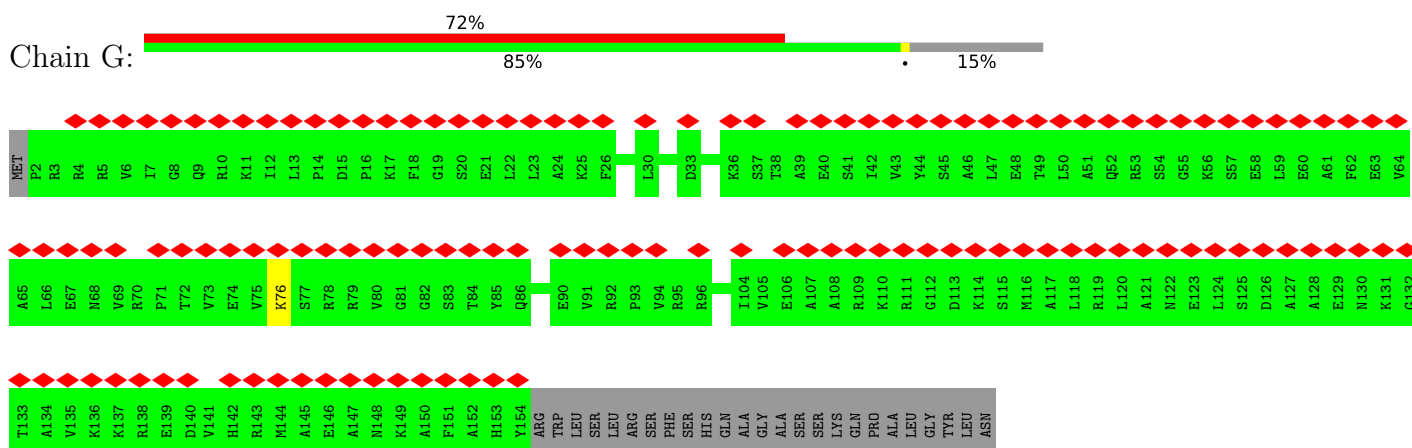 72%
Chain G:
85% • 15%
MET P2 R3 R4 R5 V6 I7 G8 Q9 R10 K11 I12 L13 P14 D15 P16 K17 F18 G19 S20 E21 L22 L23 A24 K25 F26 L30 D33 K36 S37 T38 A39 E40 S41 I42 V43 Y44 S45 A46 L47 E48 T49 L50 A51 Q52 R53 S54 G55 K56 S57 E58 L59 E60 A61 F62 E63 V64
A65 L66 E67 N68 V69 R70 P71 T72 V73 E74 V75 K76 S77 R78 R79 V80 G81 G82 S83 T84 Y85 Q86 E90 V91 R92 P93 V94 R95 R96 I104 V105 E106 A107 A108 R109 K110 R111 G112 D113 K114 S115 M116 A117 L118 R119 L120 A121 N122 E123 L124 S125 D126 A127 A128 E129 N130 K131 G132
T133 A134 V135 K136 K137 R138 E139 D140 V141 H142 R143 M144 A145 E146 A147 N148 K149 A150 F151 A152 H153 Y154 ARG TRP LEU SER LEU ARG SER PHE SER HIS GLN ALA GLY ALA SER SER LYS GLN PRO ALA LEU GLY TYR LEU ASN